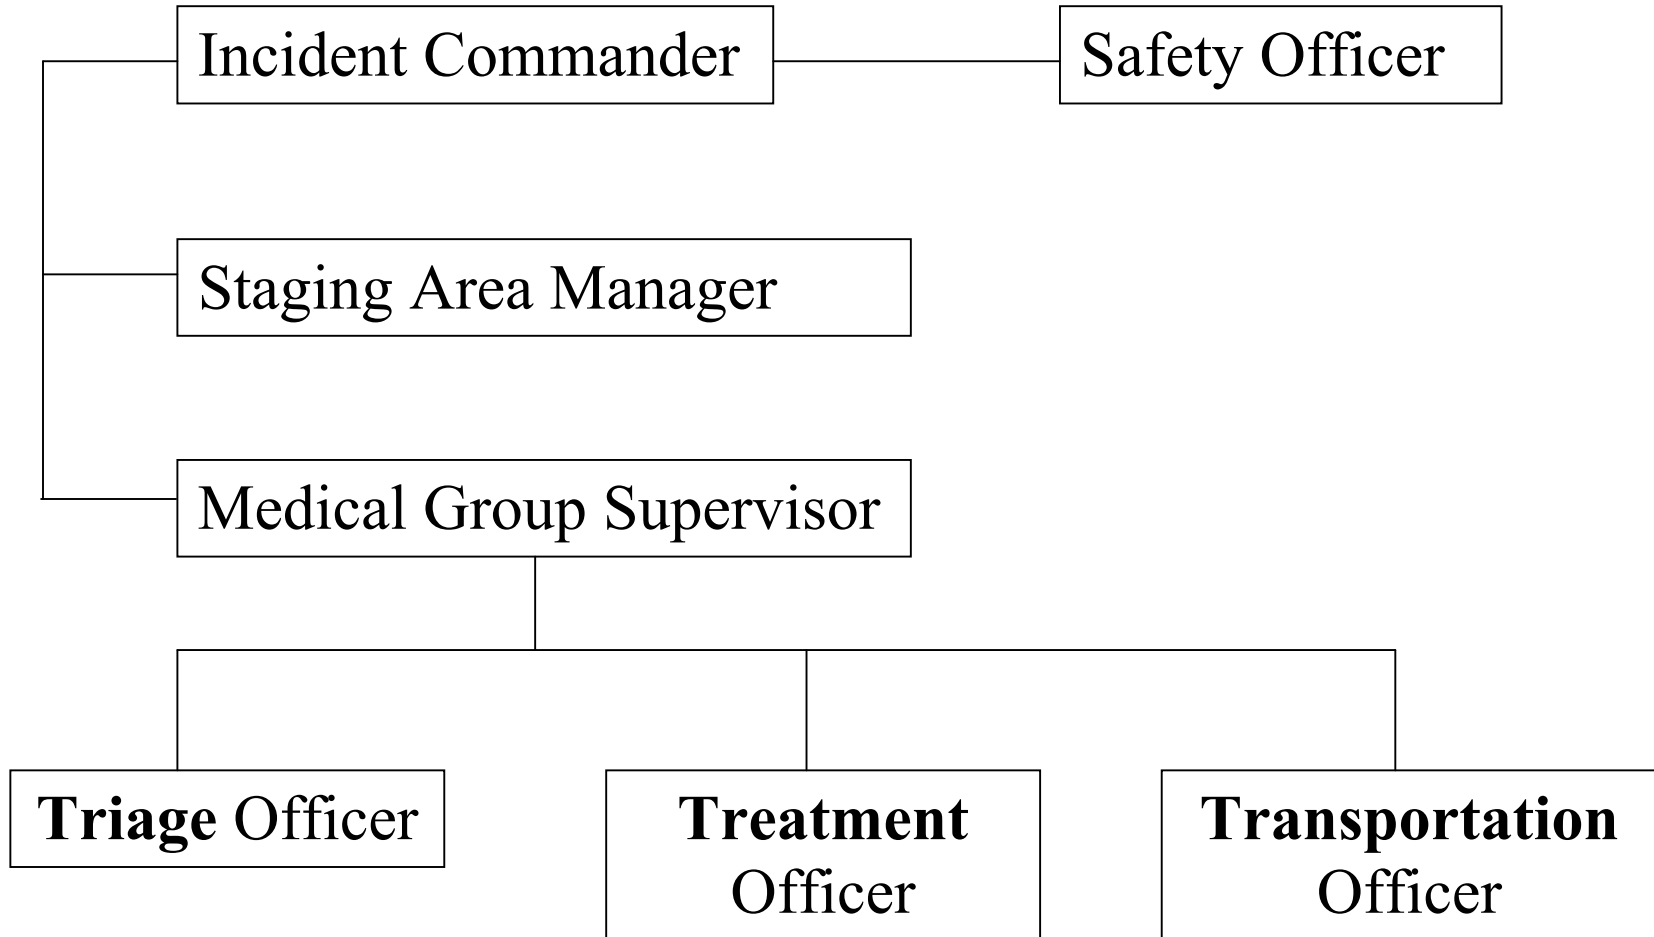 Incident Commander
Safety Officer
Staging Area Manager
Medical Group Supervisor
Triage Officer
Treatment
Officer
Transportation
Officer